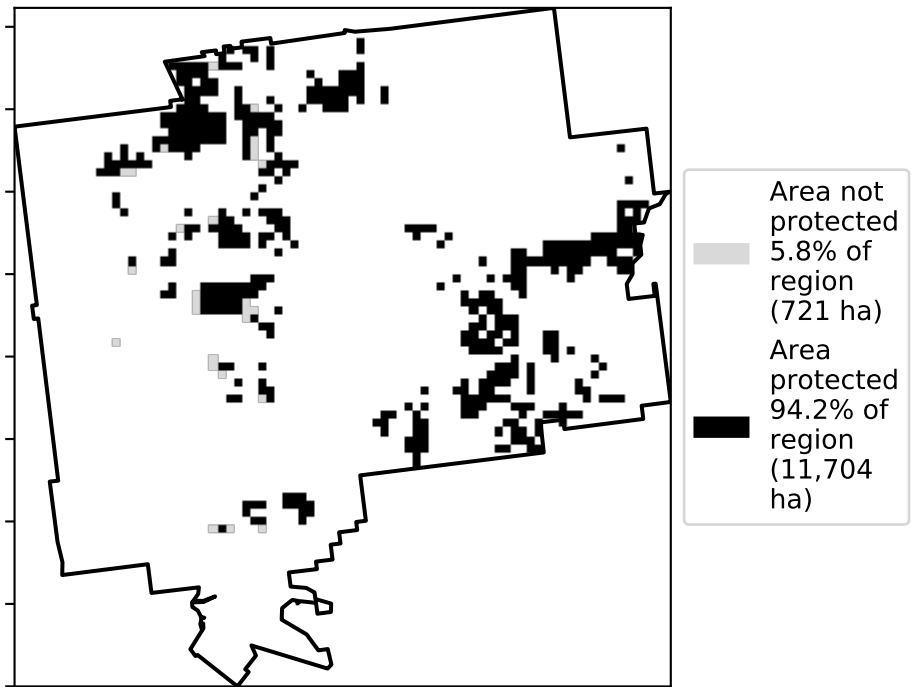 Area not
protected
5.8% of
region
(721 ha)
Area
protected
94.2% of
region
(11,704
ha)